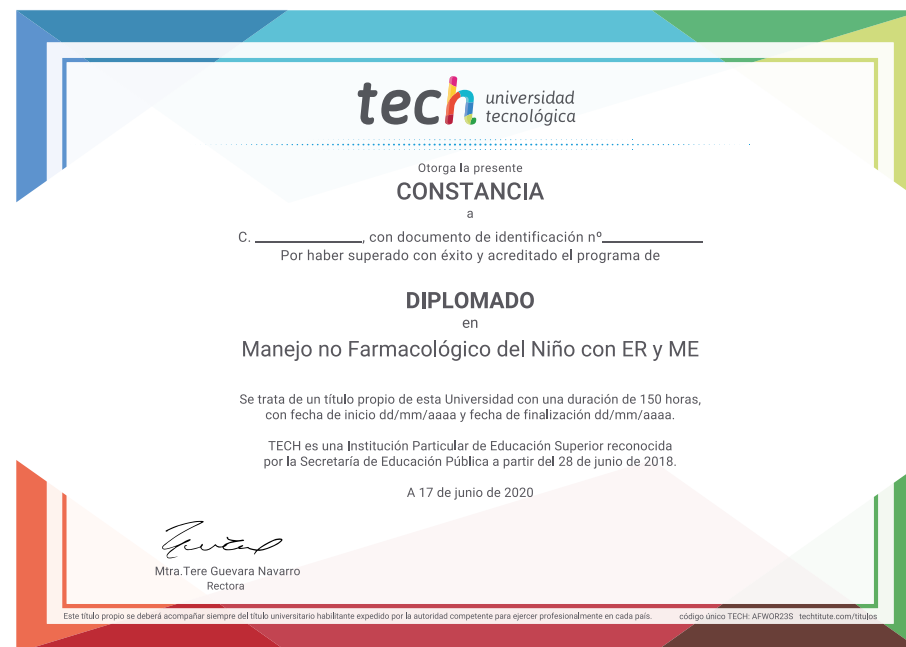 tech universidad
tecnológica
Otorga la presente
CONSTANCIA
a
C. ____________, con documento de identificación nº____________
Por haber superado con éxito y acreditado el programa de
DIPLOMADO
en
Manejo no Farmacológico del Niño con ER y ME
Se trata de un título propio de esta Universidad con una duración de 150 horas,
con fecha de inicio dd/mm/aaaa y fecha de finalización dd/mm/aaaa.
TECH es una Institución Particular de Educación Superior reconocida
por la Secretaría de Educación Pública a partir del 28 de junio de 2018.
A 17 de junio de 2020
Mtra.Tere Guevara Navarro
Rectora
Este título propio se deberá acompañar siempre del título universitario habilitante expedido por la autoridad competente para ejercer profesionalmente en cada país. código único TECH: AFWOR23S techtitute.com/títulos